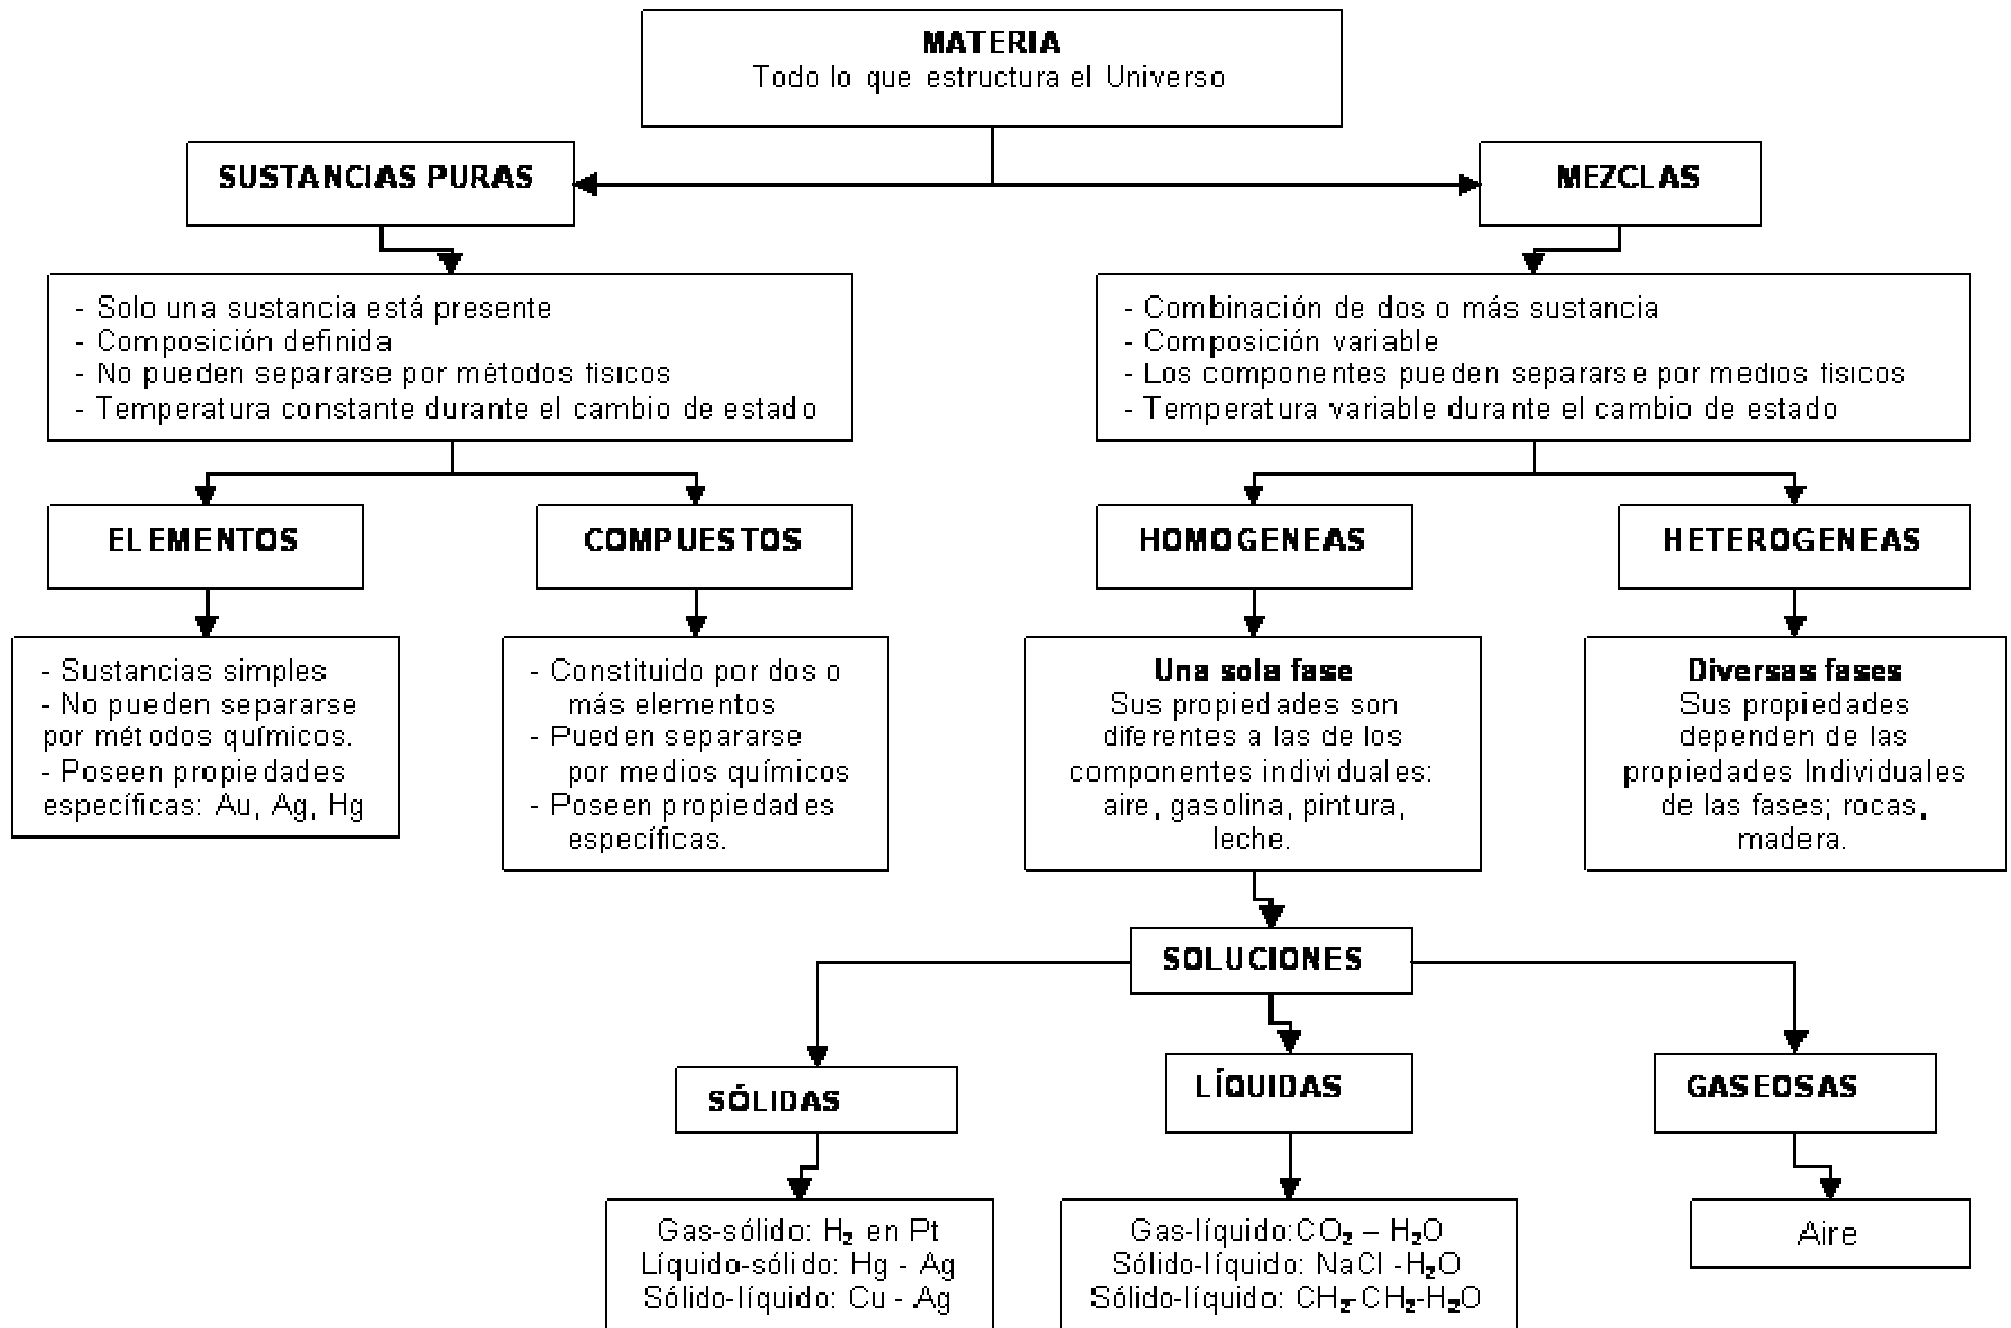 MATERIA
Todo lo que estructura el Universo
SUSTANCIAS PURAS
MEZCLAS
- Solo una sustancia está presente
- Composición definida
- No pueden separarse por métodos físicos
- Temperatura constante durante el cambio de estado
- Combinación de dos o más sustancia
- Composición variable
- Los componentes pueden separarse por medios físicos
- Temperatura variable durante el cambio de estado
ELEMENTOS
COMPUESTOS
HOMOGENEAS
HETEROGENEAS
- Sustancias simples
- No pueden separarse
por métodos químicos.
- Poseen propiedades
específicas: Au, Ag, Hg
- Constituido por dos o
más elementos
- Pueden separarse
por medios químicos
- Poseen propiedades
específicas.
Una sola fase
Sus propiedades son
diferentes a las de los
componentes individuales:
aire, gasolina, pintura,
leche.
Diversas fases
Sus propiedades
dependen de las
propiedades Individuales
de las fases; rocas,
madera.
SOLUCIONES
SÓLIDAS
LÍQUIDAS
GASEOSAS
Gas-sólido: H₂ en Pt
Líquido-sólido: Hg - Ag
Sólido-líquido: Cu - Ag
Gas-líquido:CO₂ – H₂O
Sólido-líquido: NaCl -H₂O
Sólido-líquido: CH₂-CH₂-H₂O
Aire